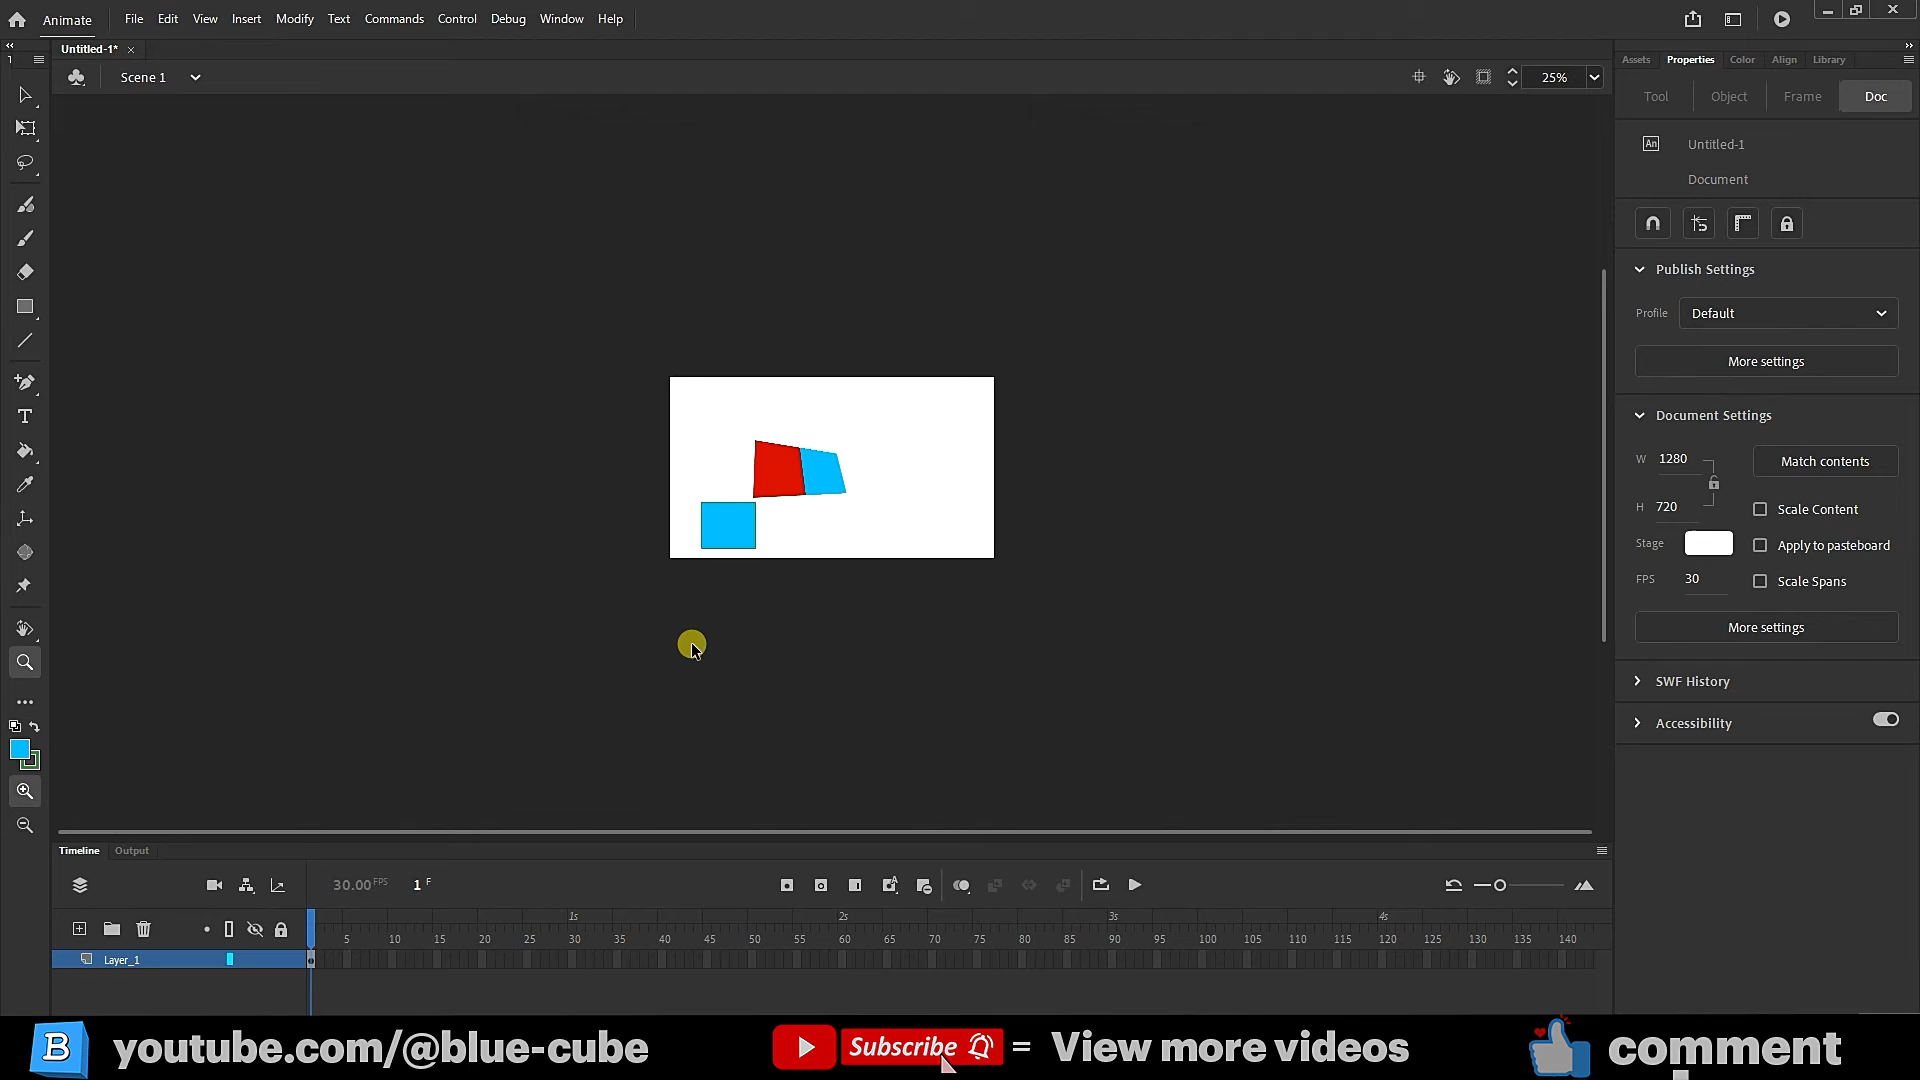 Animate File Edit View Insert Modify Text Commands Control Debug Window Help
Untitled-1*
Scene 1 25%
Assets Properties Color Align Library
Tool Object Frame Doc
An Untitled-1
Document
Publish Settings
Profile Default
More settings
Document Settings
W 1280 Match contents
H 720 Scale Content
Stage Apply to pasteboard
FPS 30 Scale Spans
More settings
SWF History
Accessibility
Timeline Output
30.00 FPS 1 F
1s 2s 3s 4s
5 10 15 20 25 30 35 40 45 50 55 60 65 70 75 80 85 90 95 100 105 110 115 120 125 130 135 140
Layer_1
B youtube.com/@blue-cube Subscribe = View more videos comment